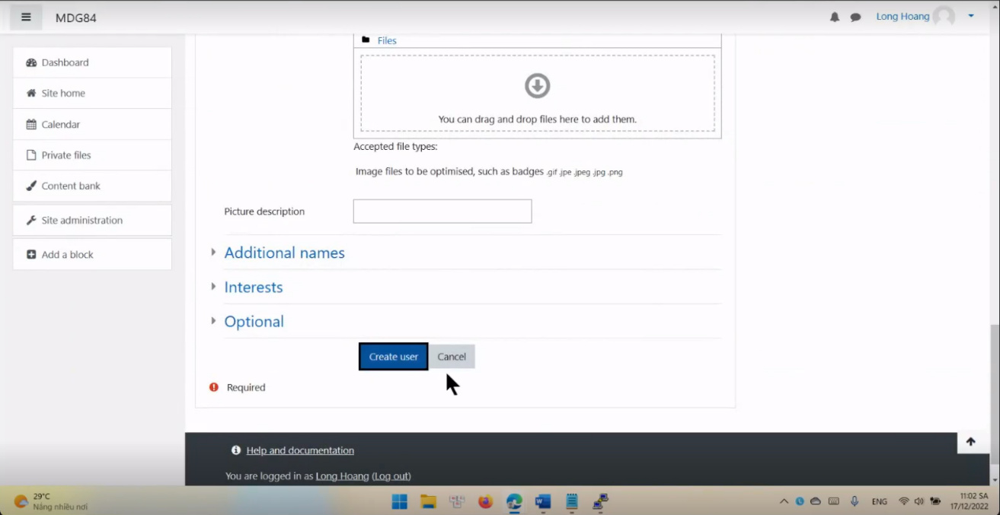 MDG84
Long Hoang
Dashboard
Site home
Calendar
Private files
Content bank
Site administration
Add a block
Files
You can drag and drop files here to add them.
Accepted file types:
Image files to be optimised, such as badges .gif .jpe .jpeg .jpg .png
Picture description
Additional names
Interests
Optional
Create user Cancel
Required
Help and documentation
You are logged in as Long Hoang (Log out)
29°C
Nắng nhiều nơi
ENG
11:02 SA
17/12/2022